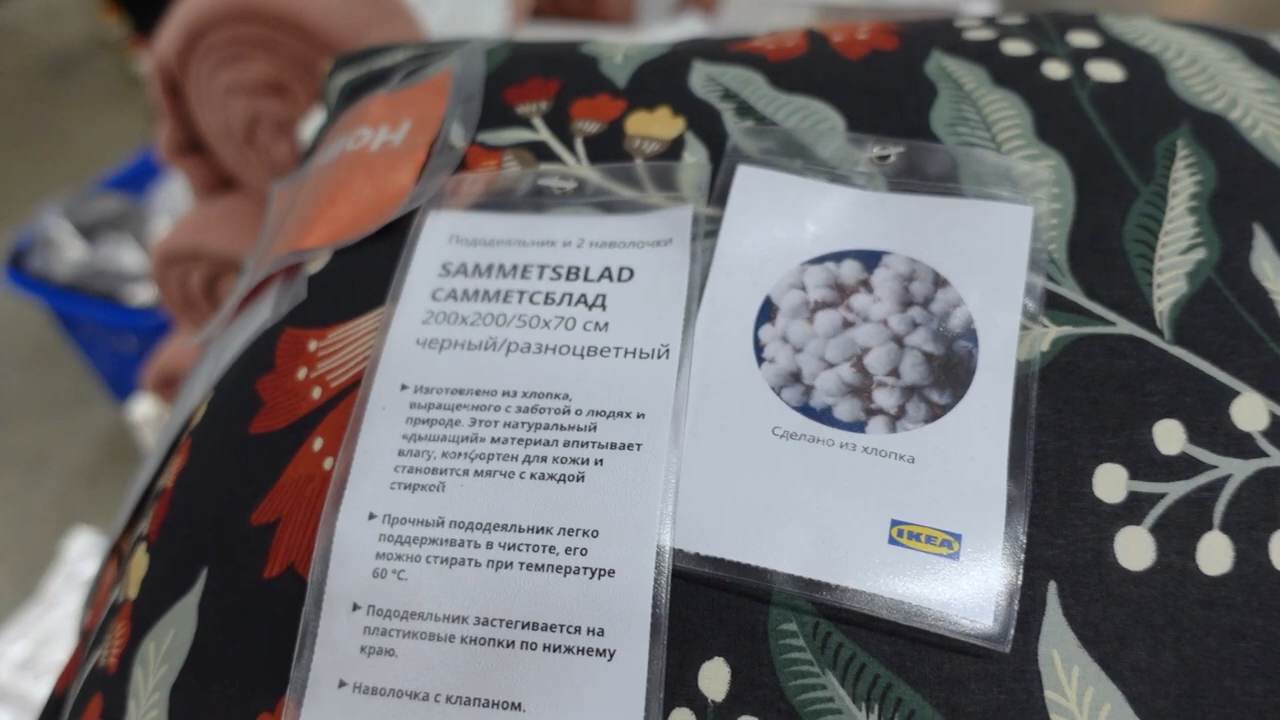 Пододеяльник и 2 наволочки
SAMMETSBLAD
САММЕТСБЛАД
200x200/50x70 см
черный/разноцветный
Изготовлено из хлопка,
выращенного с заботой о людях и
природе. Этот натуральный
«дышащий» материал впитывает
влагу, комфортен для кожи и
становится мягче с каждой
стиркой
Прочный пододеяльник легко
поддерживать в чистоте, его
можно стирать при температуре
60 °C.
Пододеяльник застегивается на
пластиковые кнопки по нижнему
краю.
Наволочка с клапаном.
Сделано из хлопка
IKEA